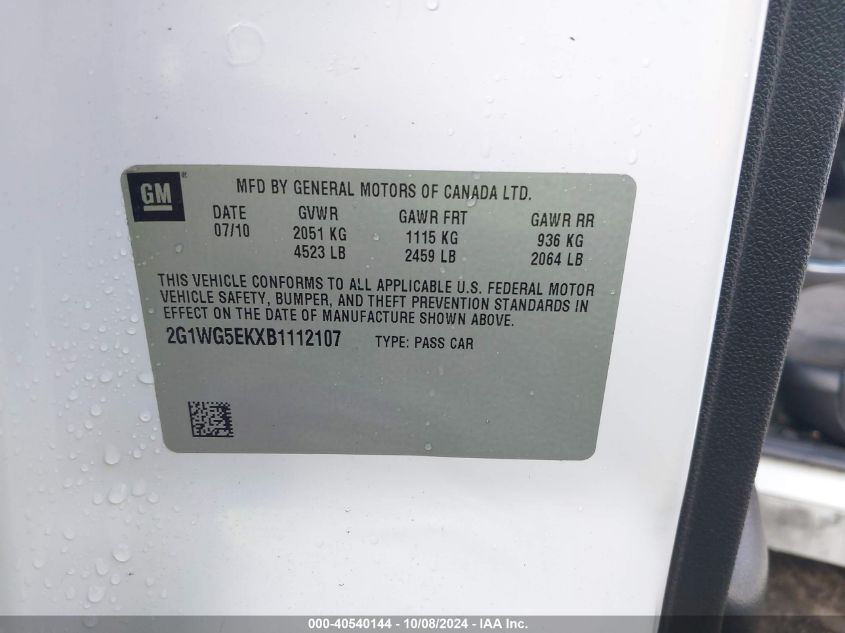 GM
MFD BY GENERAL MOTORS OF CANADA LTD.
DATE GVWR GAWR FRT GAWR RR
07/10 2051 KG 1115 KG 936 KG
4523 LB 2459 LB 2064 LB
THIS VEHICLE CONFORMS TO ALL APPLICABLE U.S. FEDERAL MOTOR
VEHICLE SAFETY, BUMPER, AND THEFT PREVENTION STANDARDS IN
EFFECT ON THE DATE OF MANUFACTURE SHOWN ABOVE.
2G1WG5EKXB1112107 TYPE: PASS CAR
000-40540144 - 10/08/2024 - IAA Inc.